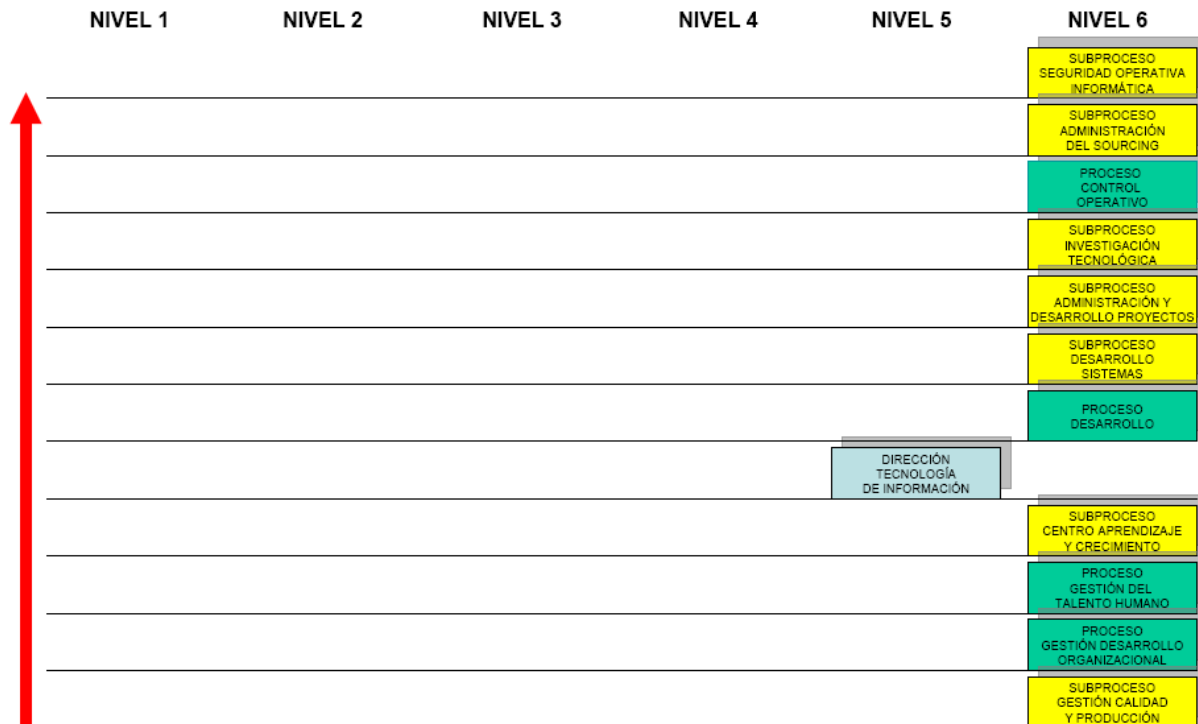 NIVEL 1 NIVEL 2 NIVEL 3 NIVEL 4 NIVEL 5 NIVEL 6
SUBPROCESO
SEGURIDAD OPERATIVA
INFORMÁTICA
SUBPROCESO
ADMINISTRACIÓN
DEL SOURCING
PROCESO
CONTROL
OPERATIVO
SUBPROCESO
INVESTIGACIÓN
TECNOLÓGICA
SUBPROCESO
ADMINISTRACIÓN Y
DESARROLLO PROYECTOS
SUBPROCESO
DESARROLLO
SISTEMAS
PROCESO
DESARROLLO
DIRECCIÓN
TECNOLOGÍA
DE INFORMACIÓN
SUBPROCESO
CENTRO APRENDIZAJE
Y CRECIMIENTO
PROCESO
GESTIÓN DEL
TALENTO HUMANO
PROCESO
GESTIÓN DESARROLLO
ORGANIZACIONAL
SUBPROCESO
GESTIÓN CALIDAD
Y PRODUCCIÓN